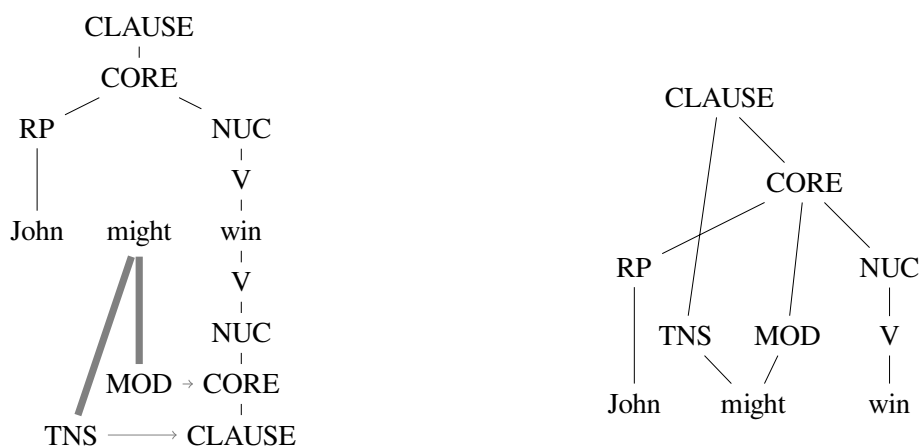 CLAUSE
CORE
RP NUC
V
John might win
V
NUC
MOD CORE
TNS CLAUSE
CLAUSE
CORE
RP NUC
TNS MOD V
John might win